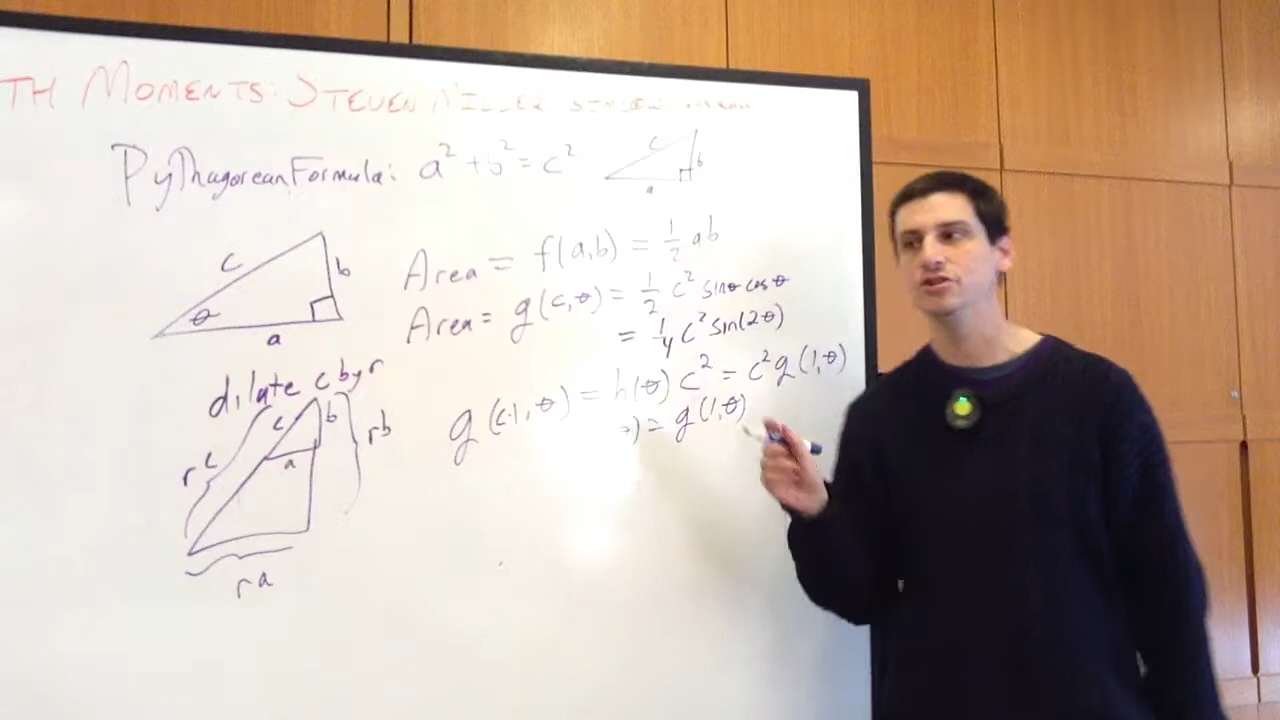 TH MOMENTS: STEVEN MILLER
Pythagorean Formula: a² + b² = c²
c
b
a
c
b
θ
a
Area = f(a,b) = 1/2 ab
Area = g(c,θ) = 1/2 c² sinθ cosθ
= 1/4 c² sin(2θ)
dilate c by r
g(c·1,θ) = h(θ) c² = c² g(1,θ)
) = g(1,θ)
c
b
rb
a
rc
ra